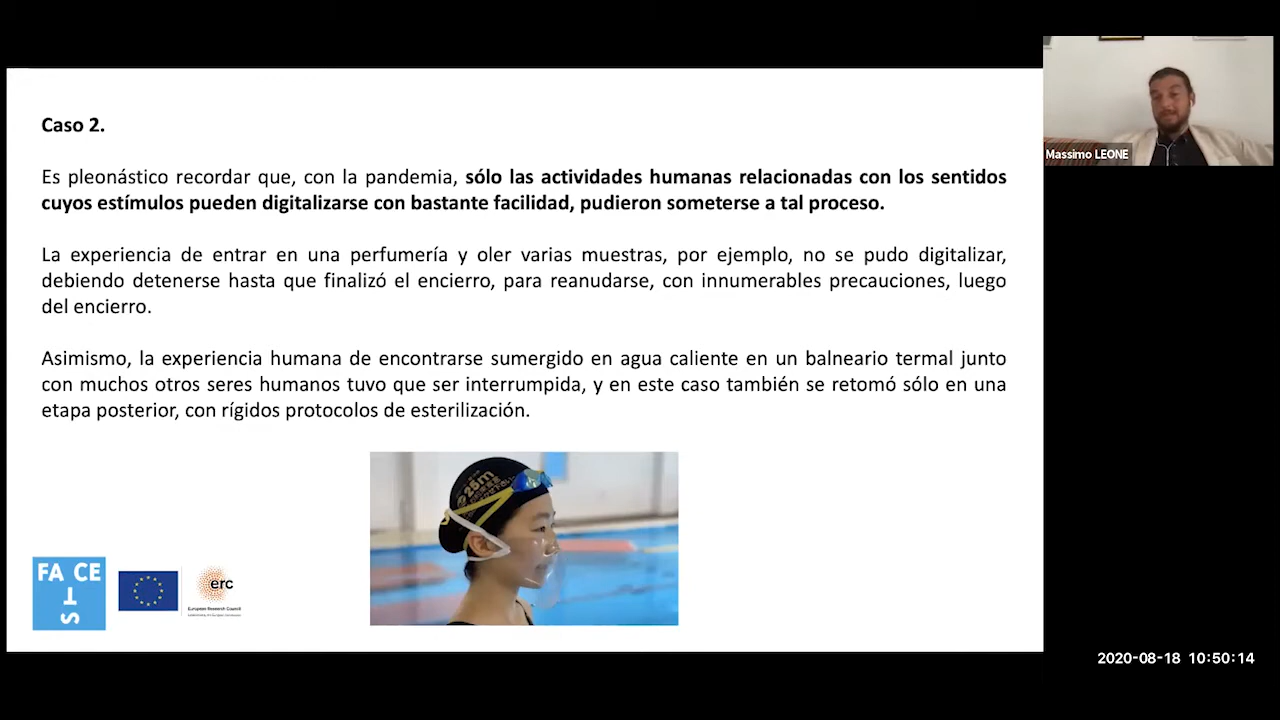 Caso 2.
Es pleonástico recordar que, con la pandemia, sólo las actividades humanas relacionadas con los sentidos
cuyos estímulos pueden digitalizarse con bastante facilidad, pudieron someterse a tal proceso.
La experiencia de entrar en una perfumería y oler varias muestras, por ejemplo, no se pudo digitalizar,
debiendo detenerse hasta que finalizó el encierro, para reanudarse, con innumerables precauciones, luego
del encierro.
Asimismo, la experiencia humana de encontrarse sumergido en agua caliente en un balneario termal junto
con muchos otros seres humanos tuvo que ser interrumpida, y en este caso también se retomó sólo en una
etapa posterior, con rígidos protocolos de esterilización.
25m
FA CE
T
S
erc
European Research Council
Massimo LEONE
2020-08-18 10:50:14